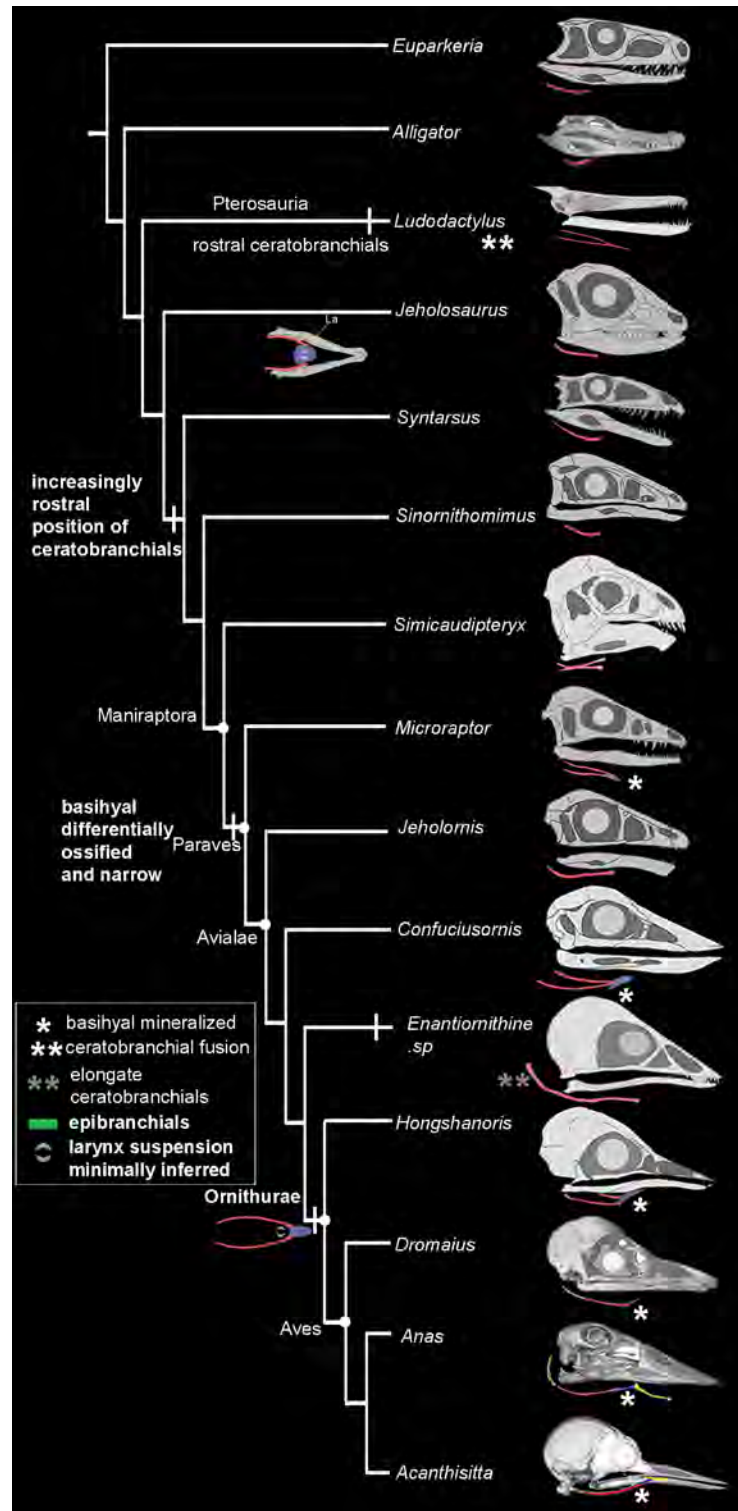 Euparkeria
Alligator
Pterosauria
Ludodactylus
rostral ceratobranchials
**
La
Jeholosaurus
Syntarsus
increasingly
rostral
position of
ceratobranchials
Sinornithomimus
Simicaudipteryx
Maniraptora
Microraptor
*
basihyal
differentially
ossified
and narrow
Paraves
Jeholornis
Avialae
Confuciusornis
*
* basihyal mineralized
** ceratobranchial fusion
** elongate
ceratobranchials
epibranchials
larynx suspension
minimally inferred
Enantiornithine
.sp
**
Hongshanoris
*
Ornithurae
Dromaius
*
Aves
Anas
*
Acanthisitta
*